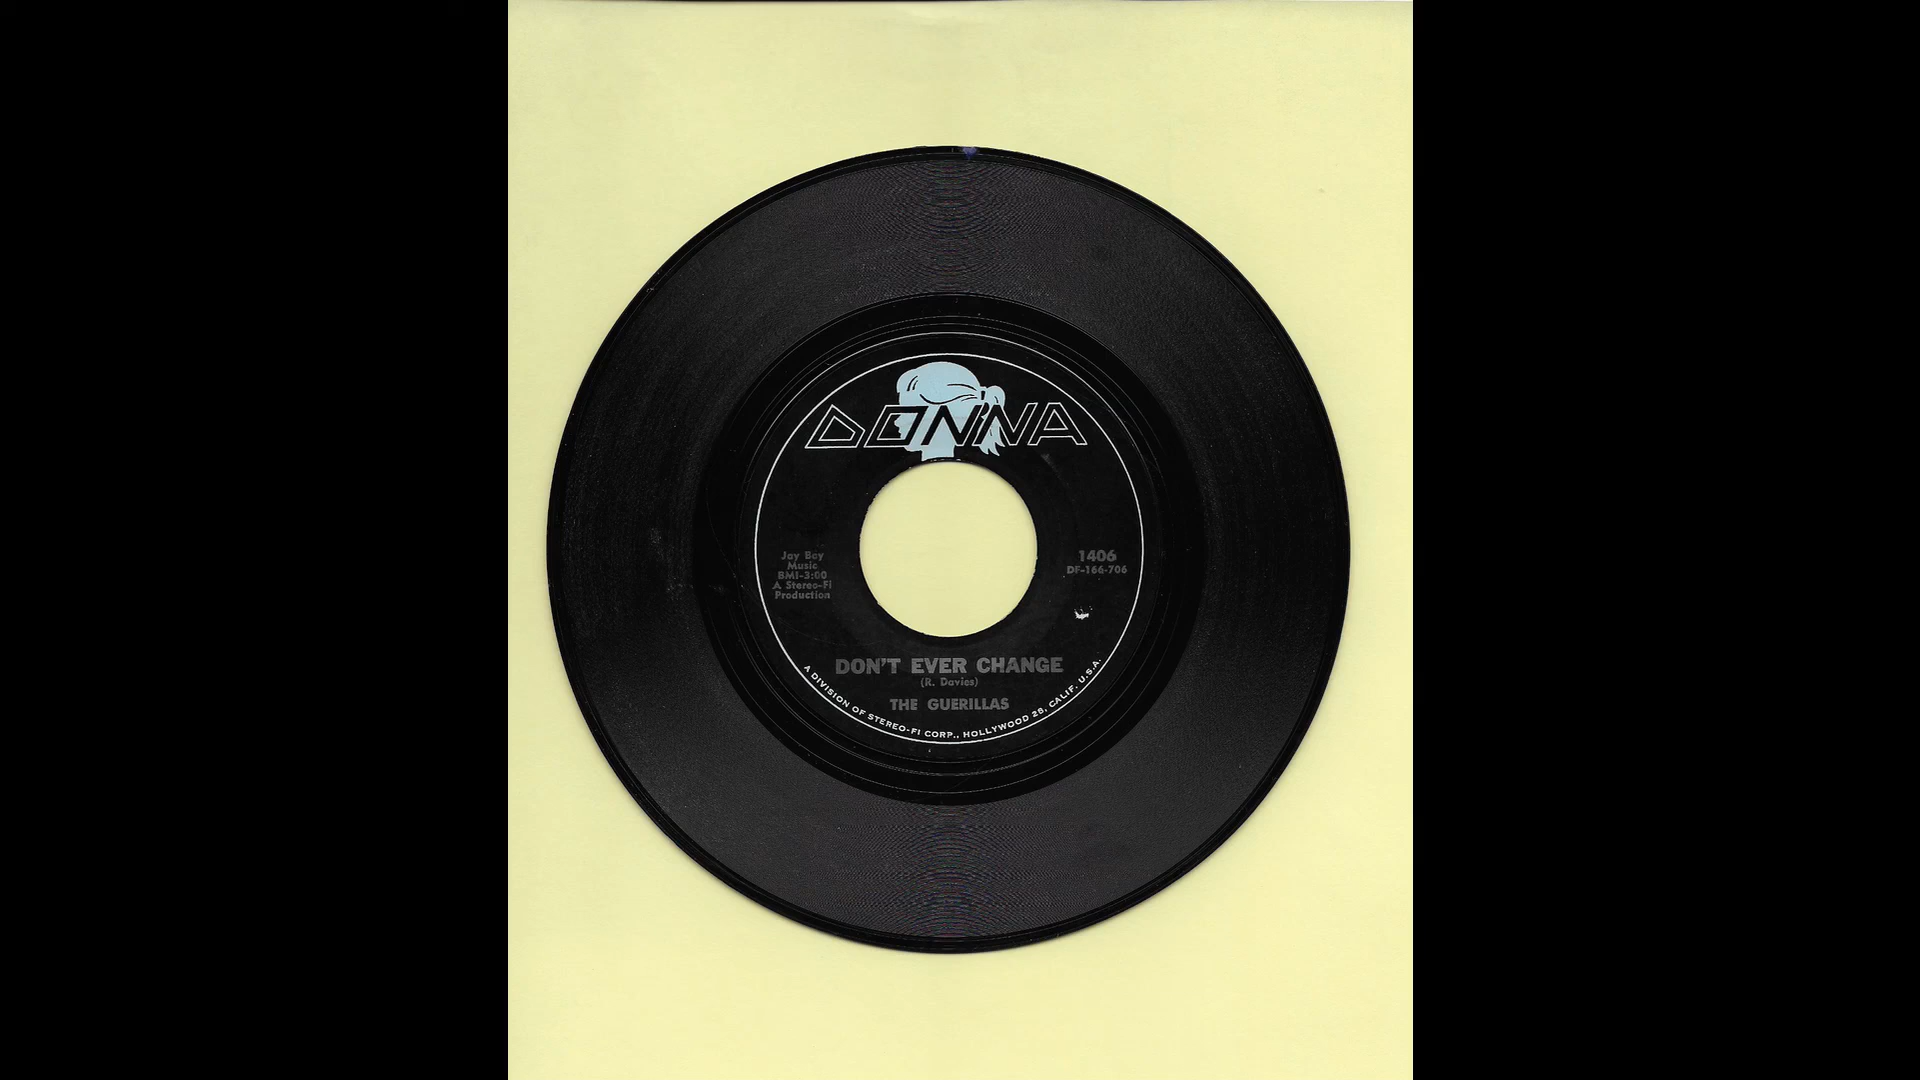 DONNA
Jay Boy
Music
BMI-3:00
A Stereo-Fi
Production
1406
DF-166-706
DON'T EVER CHANGE
(R. Davies)
THE GUERILLAS
A DIVISION OF STEREO-FI CORP., HOLLYWOOD 28, CALIF. U.S.A.